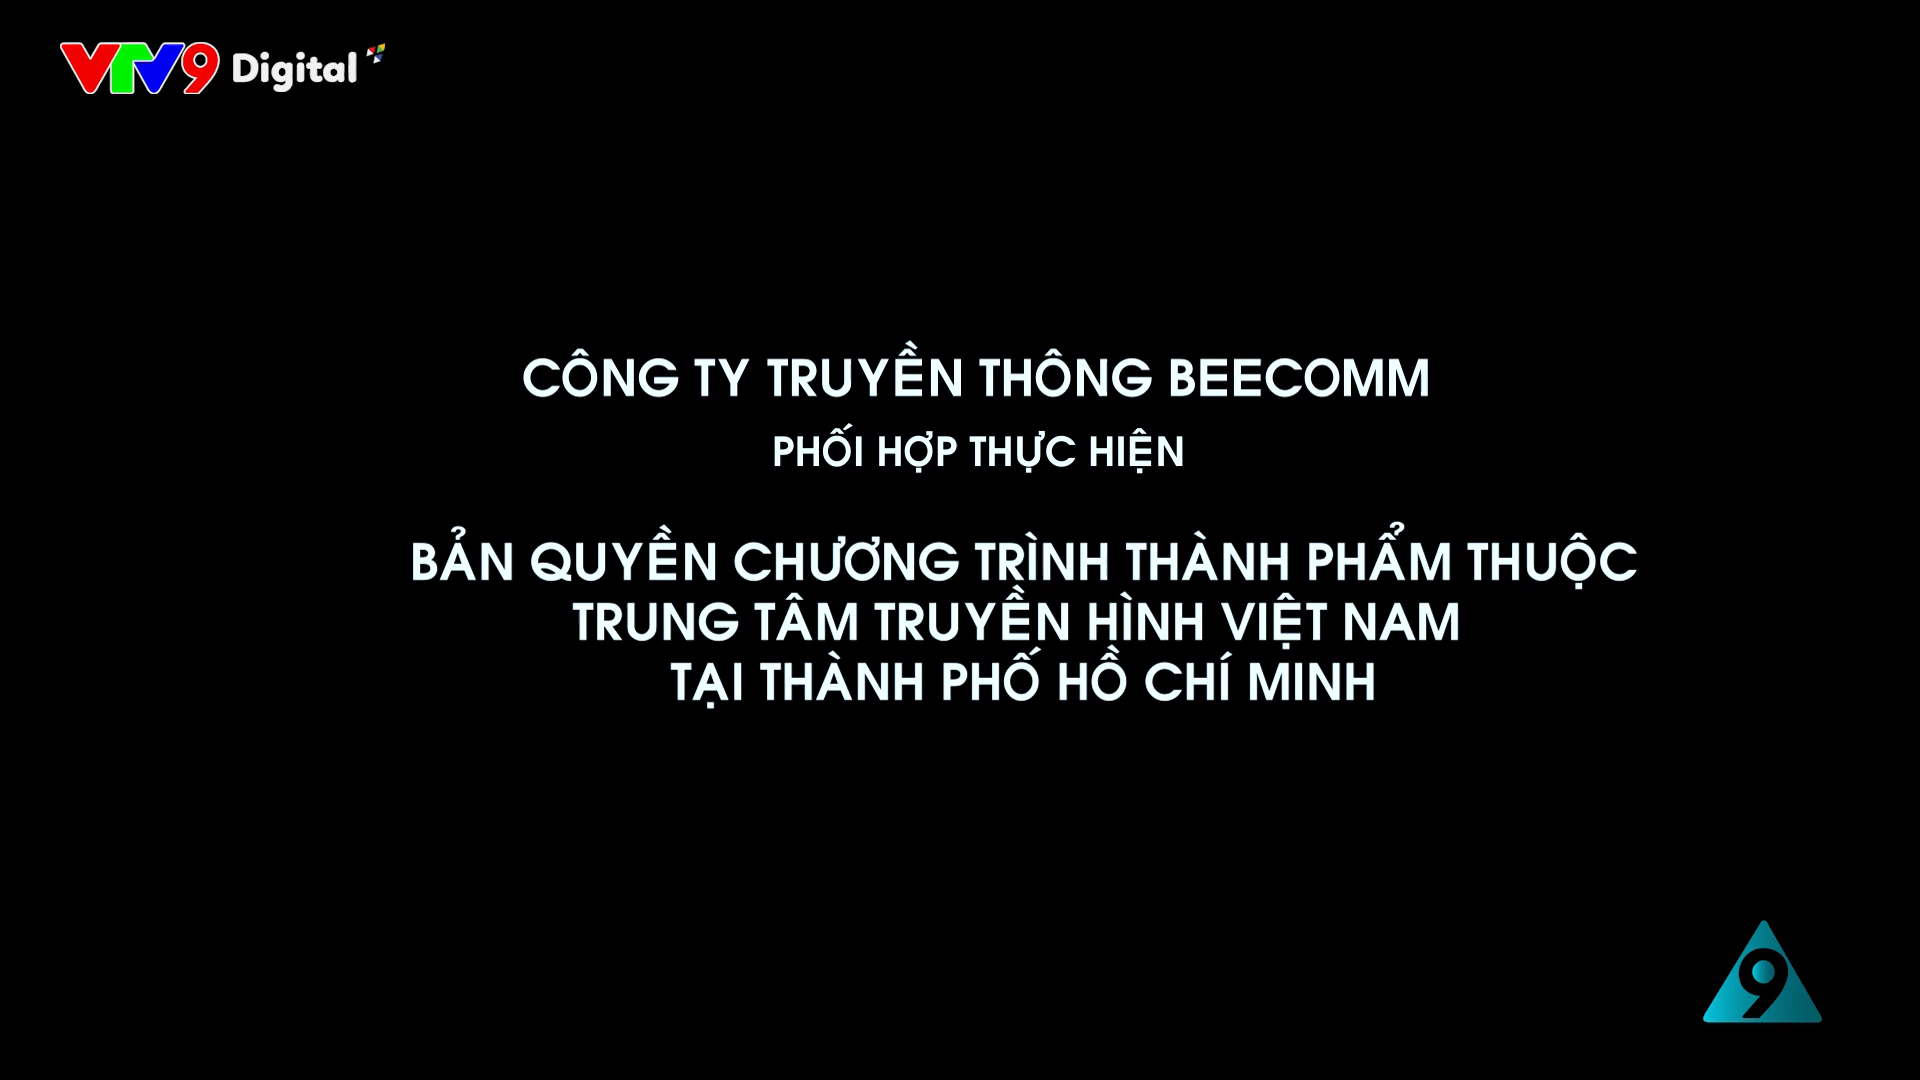 VTV9 Digital
CÔNG TY TRUYỀN THÔNG BEECOMM
PHỐI HỢP THỰC HIỆN
BẢN QUYỀN CHƯƠNG TRÌNH THÀNH PHẨM THUỘC
TRUNG TÂM TRUYỀN HÌNH VIỆT NAM
TẠI THÀNH PHỐ HỒ CHÍ MINH
9